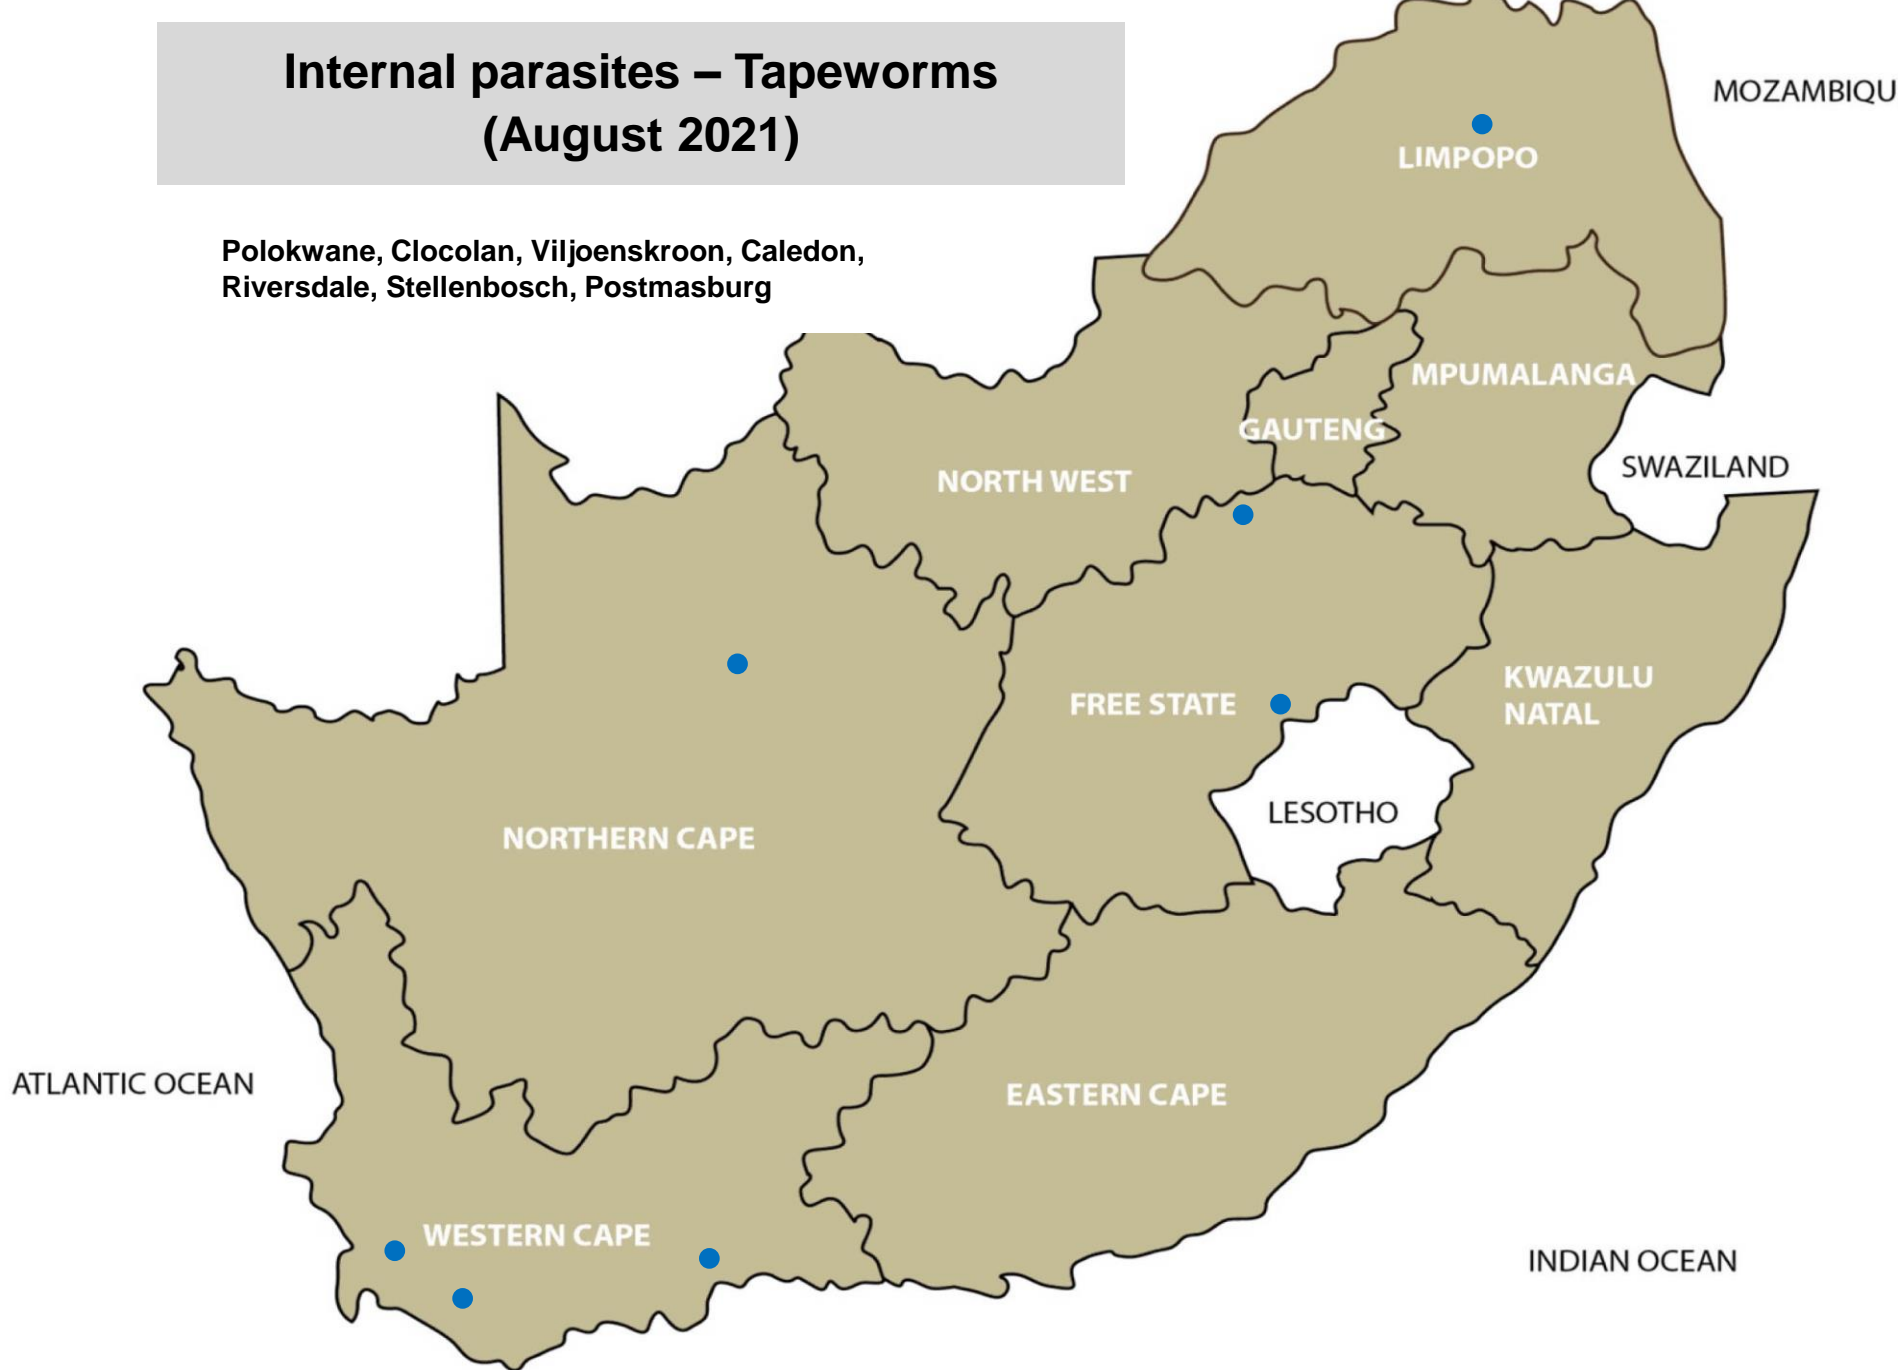 Internal parasites – Tapeworms
(August 2021)
MOZAMBIQU
LIMPOPO
Polokwane, Clocolan, Viljoenskroon, Caledon,
Riversdale, Stellenbosch, Postmasburg
MPUMALANGA
GAUTENG
NORTH WEST
SWAZILAND
KWAZULU
NATAL
FREE STATE
LESOTHO
NORTHERN CAPE
ATLANTIC OCEAN
EASTERN CAPE
WESTERN CAPE
INDIAN OCEAN